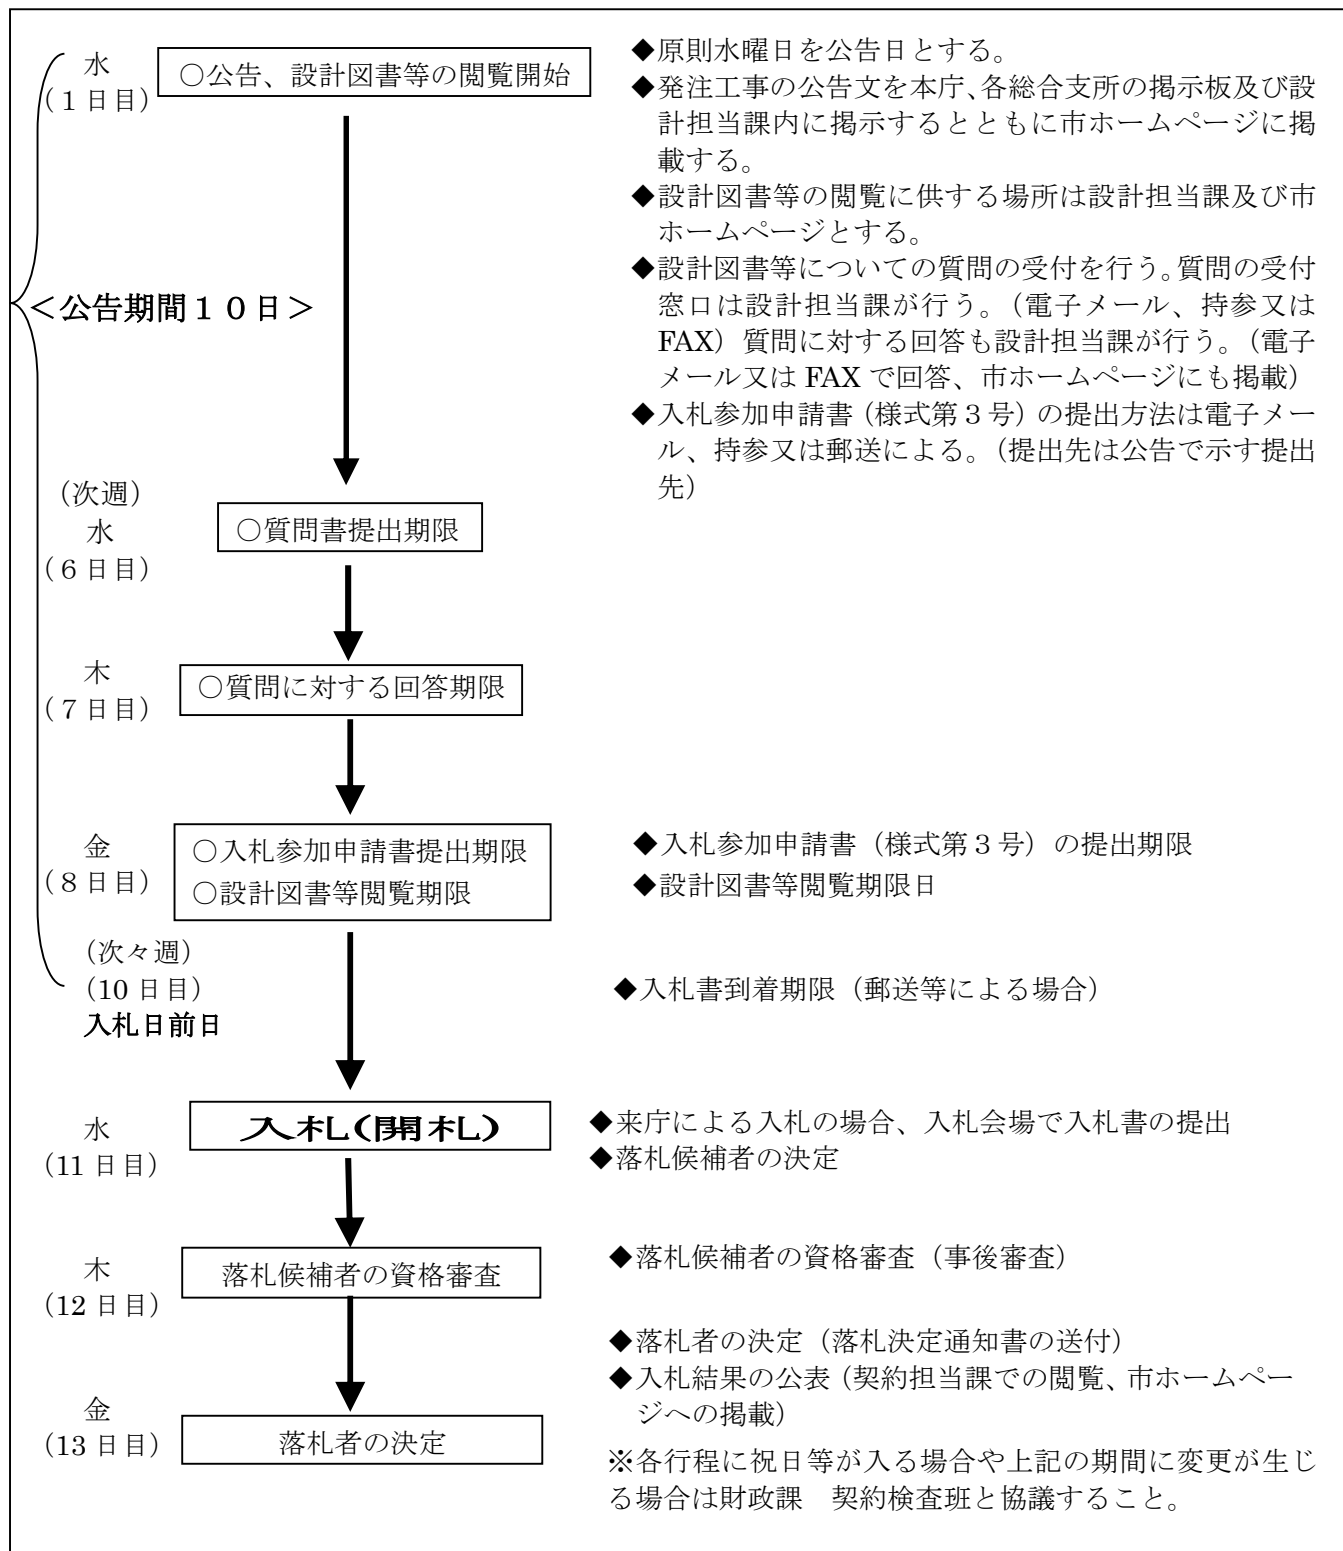 水
(１日目)
○公告、設計図書等の閲覧開始
◆原則水曜日を公告日とする。
◆発注工事の公告文を本庁、各総合支所の掲示板及び設
計担当課内に掲示するとともに市ホームページに掲
載する。
◆設計図書等の閲覧に供する場所は設計担当課及び市
ホームページとする。
◆設計図書等についての質問の受付を行う。質問の受付
窓口は設計担当課が行う。（電子メール、持参又は
FAX）質問に対する回答も設計担当課が行う。（電子
メール又は FAX で回答、市ホームページにも掲載）
◆入札参加申請書（様式第３号）の提出方法は電子メー
ル、持参又は郵送による。（提出先は公告で示す提出
先）
＜公告期間１０日＞
（次週）
水
（６日目）
○質問書提出期限
木
（７日目）
○質問に対する回答期限
金
（８日目）
○入札参加申請書提出期限
○設計図書等閲覧期限
◆入札参加申請書（様式第３号）の提出期限
◆設計図書等閲覧期限日
（次々週）
（10 日目）
入札日前日
◆入札書到着期限（郵送等による場合）
水
（11 日目）
入札(開札)
◆来庁による入札の場合、入札会場で入札書の提出
◆落札候補者の決定
木
（12 日目）
落札候補者の資格審査
◆落札候補者の資格審査（事後審査）
金
（13 日目）
落札者の決定
◆落札者の決定（落札決定通知書の送付）
◆入札結果の公表（契約担当課での閲覧、市ホームペー
ジへの掲載）
※各行程に祝日等が入る場合や上記の期間に変更が生じ
る場合は財政課　契約検査班と協議すること。